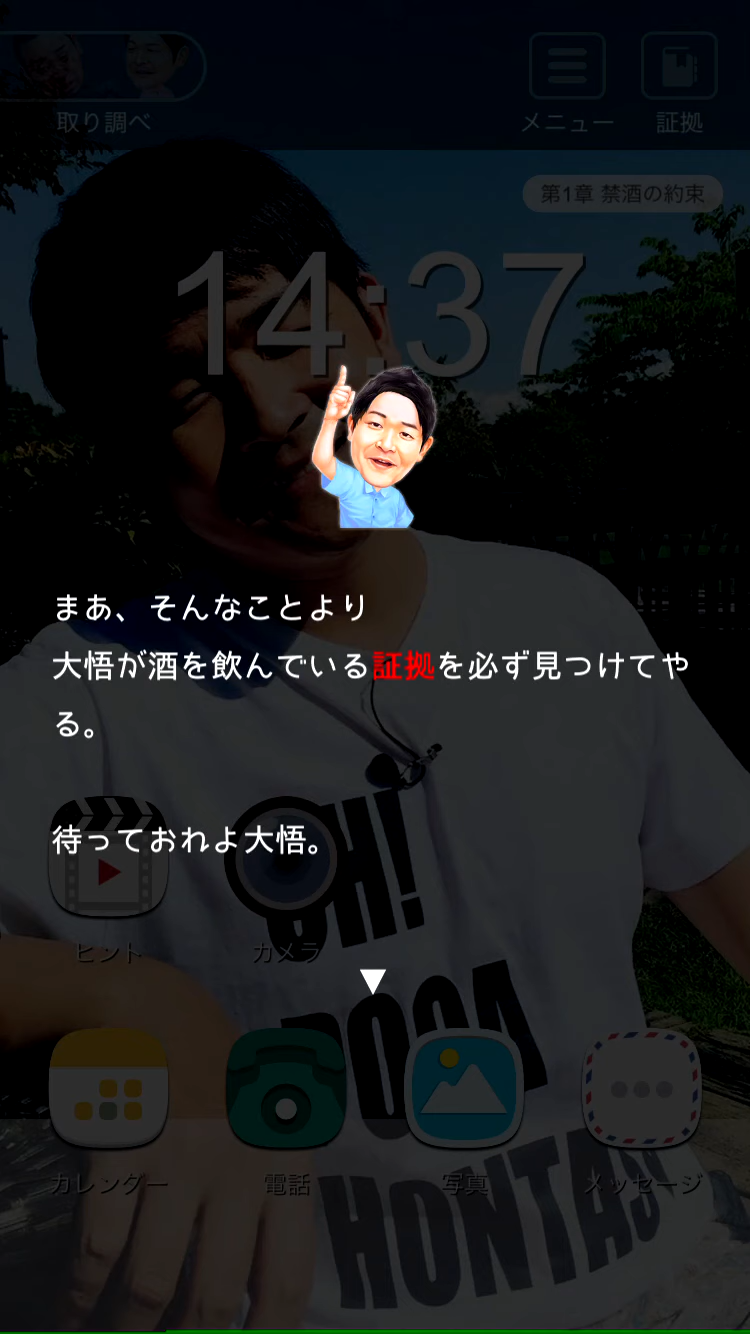 取り調べ
メニュー
証拠
第1章 禁酒の約束
14:37
まあ、そんなことより
大悟が酒を飲んでいる証拠を必ず見つけてや
る。
待っておれよ大悟。
OH!
ヒント
カメラ
カレンダー
電話
写真
メッセージ
HONTAS